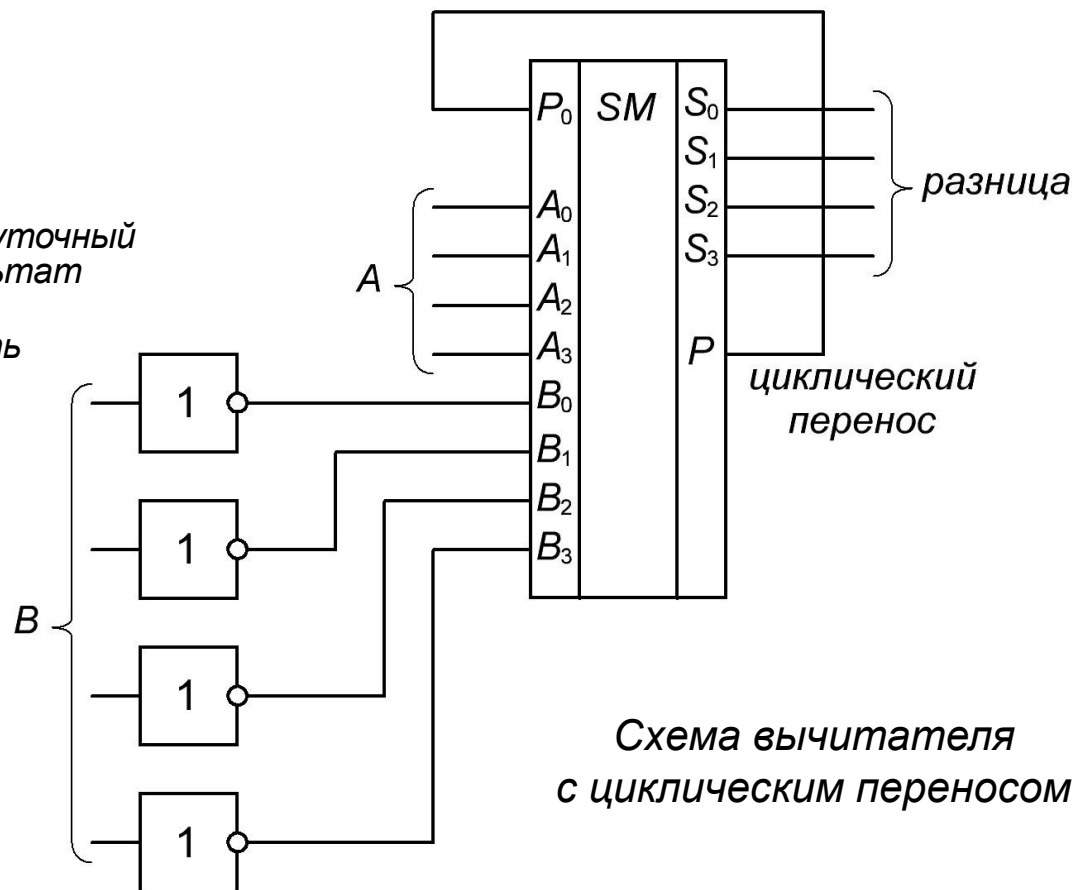 P0 SM S0
S1
A0 S2
A1 S3
A2
A3 P
B0
B1
B2
B3
разница
A
циклический
перенос
1
1
1
1
B
Схема вычитателя
с циклическим переносом